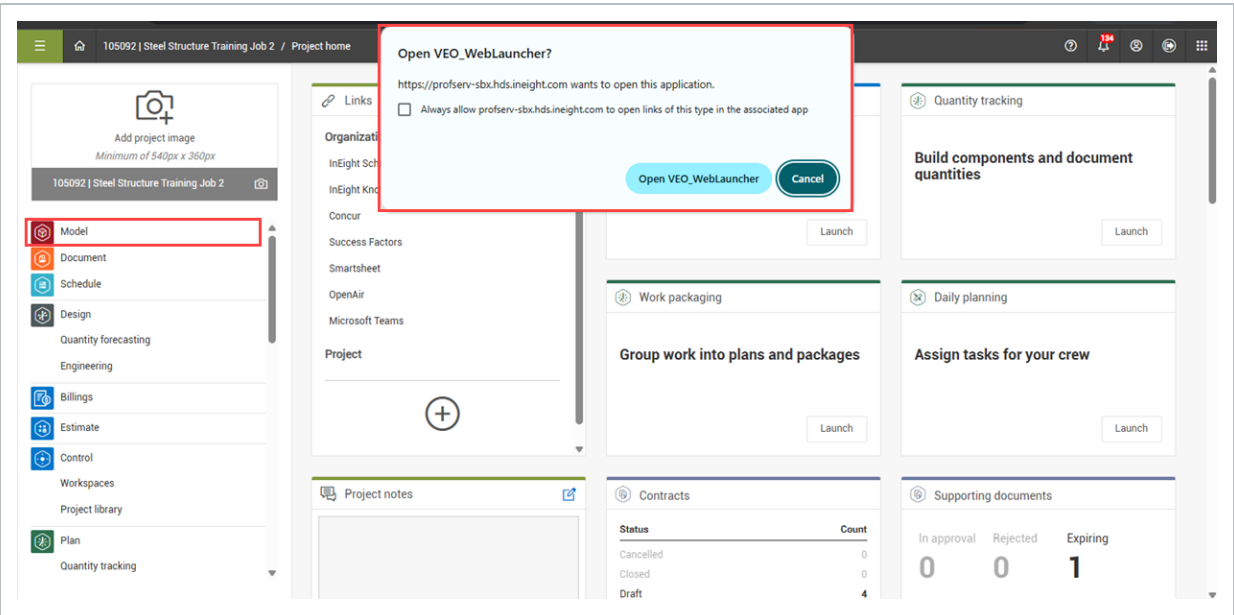 105092 | Steel Structure Training Job 2 / Project home
134
Open VEO_WebLauncher?
https://profserv-sbx.hds.ineight.com wants to open this application.
Always allow profserv-sbx.hds.ineight.com to open links of this type in the associated app
Open VEO_WebLauncher
Cancel
Add project image
Minimum of 540px x 360px
105092 | Steel Structure Training Job 2
Model
Document
Schedule
Design
Quantity forecasting
Engineering
Billings
Estimate
Control
Workspaces
Project library
Plan
Quantity tracking
Links
Organizati
InEight Sch
InEight Kno
Concur
Success Factors
Smartsheet
OpenAir
Microsoft Teams
Project
Project notes
Launch
Quantity tracking
Build components and document
quantities
Launch
Work packaging
Group work into plans and packages
Launch
Daily planning
Assign tasks for your crew
Launch
Contracts
Status Count
Cancelled 0
Closed 0
Draft 4
Supporting documents
In approval Rejected Expiring
0 0 1